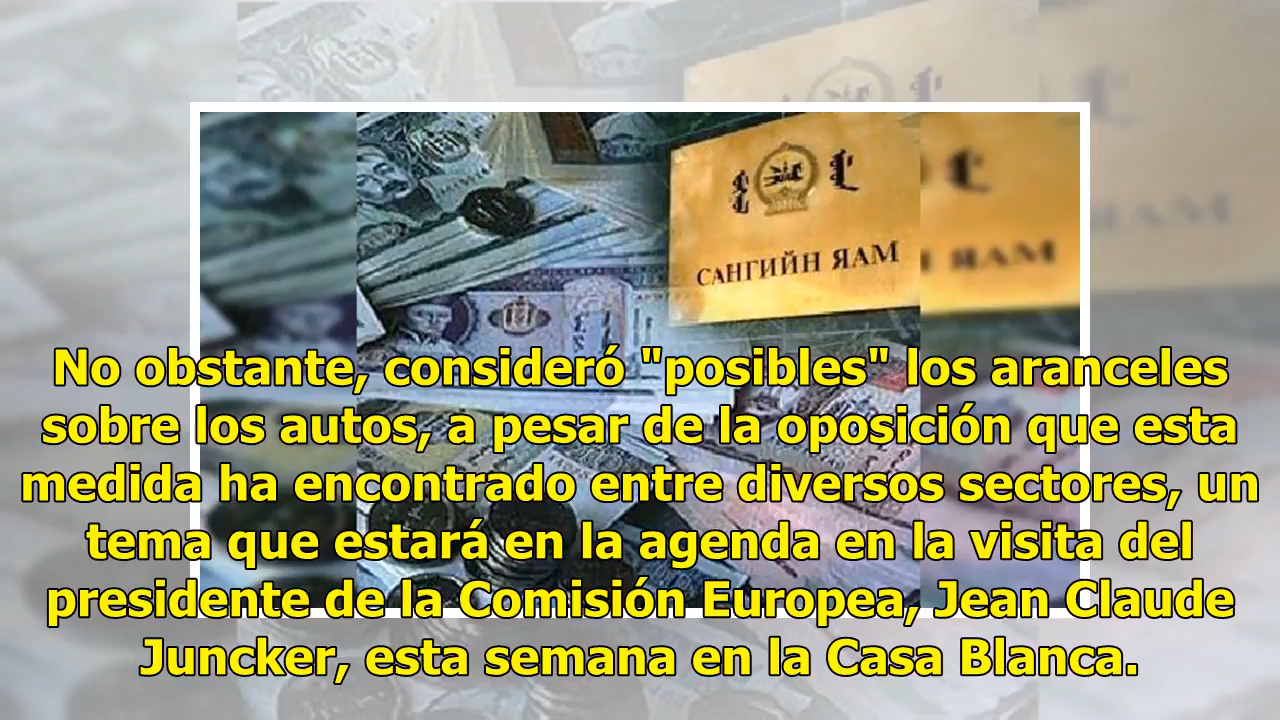 САНГИЙН ЯАМ
Н ЯАМ
No obstante, consideró "posibles" los aranceles
sobre los autos, a pesar de la oposición que esta
medida ha encontrado entre diversos sectores, un
tema que estará en la agenda en la visita del
presidente de la Comisión Europea, Jean Claude
Juncker, esta semana en la Casa Blanca.